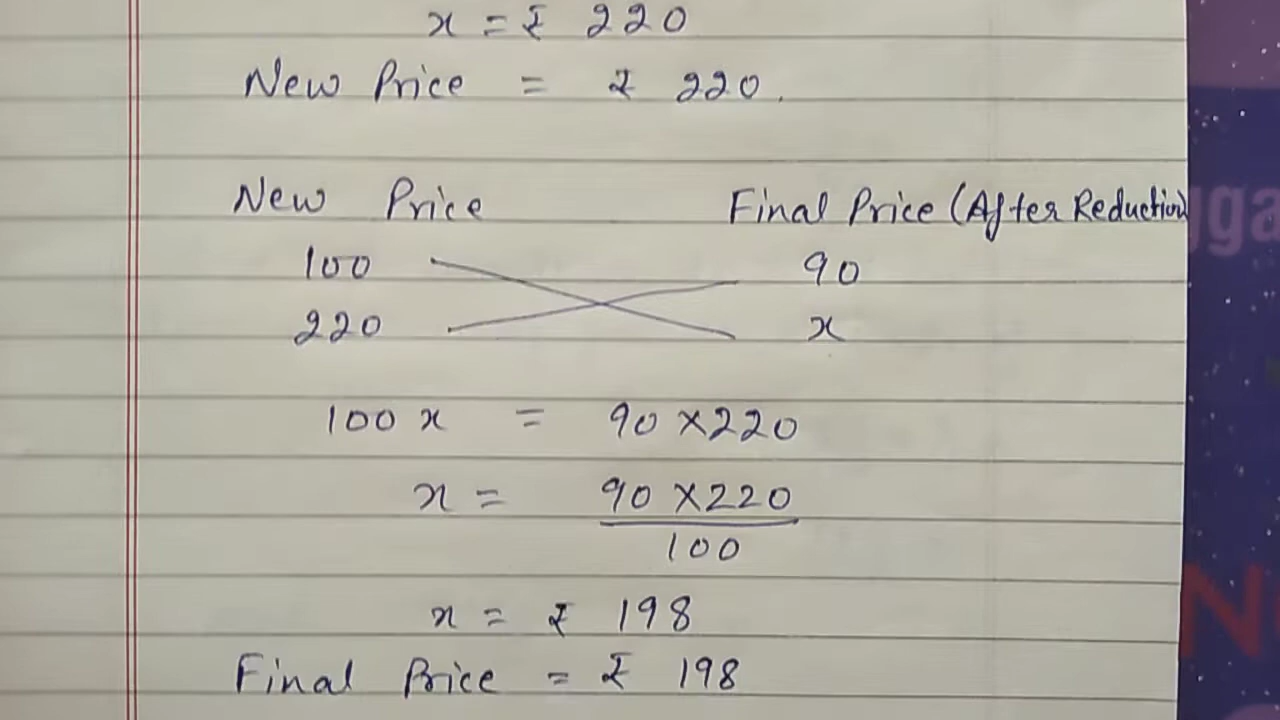 x = ₹ 220
New Price = ₹ 220.
New Price Final Price (After Reduction)
100 90
220 x
100 x = 90 × 220
x = 90 × 220
100
x = ₹ 198
Final Price = ₹ 198